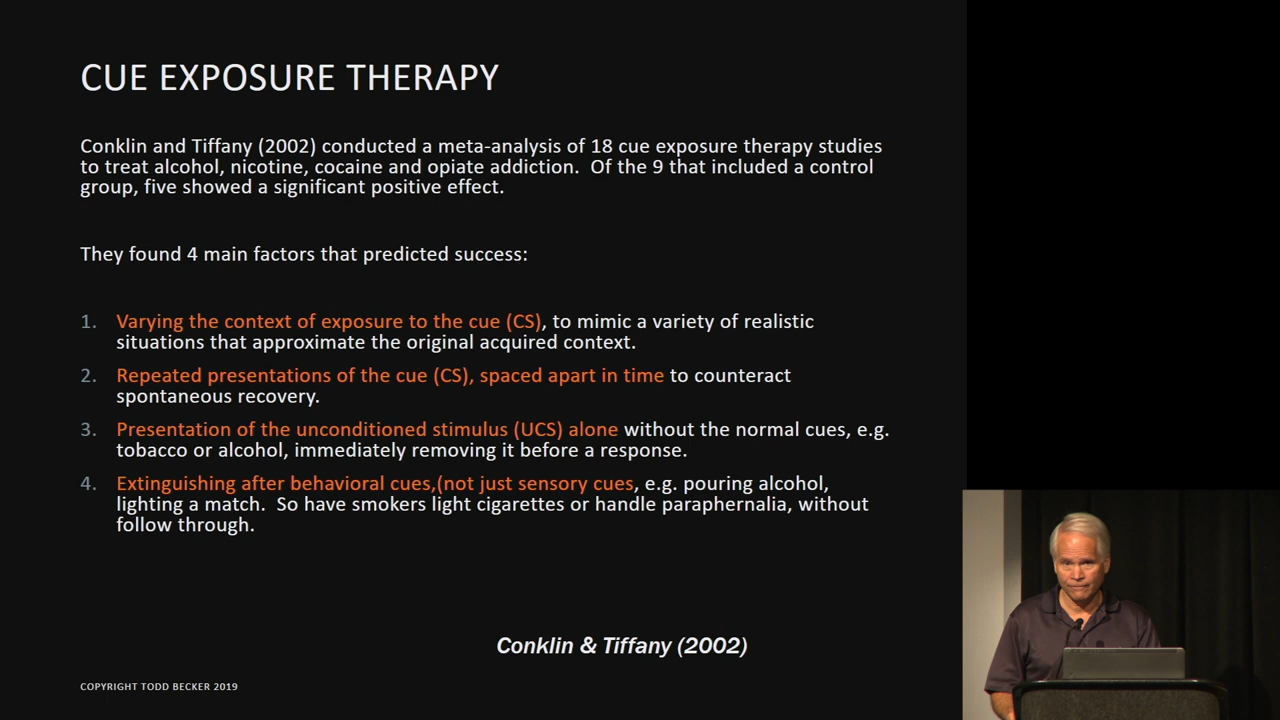 CUE EXPOSURE THERAPY
Conklin and Tiffany (2002) conducted a meta-analysis of 18 cue exposure therapy studies
to treat alcohol, nicotine, cocaine and opiate addiction.  Of the 9 that included a control
group, five showed a significant positive effect.
They found 4 main factors that predicted success:
1. Varying the context of exposure to the cue (CS), to mimic a variety of realistic
situations that approximate the original acquired context.
2. Repeated presentations of the cue (CS), spaced apart in time to counteract
spontaneous recovery.
3. Presentation of the unconditioned stimulus (UCS) alone without the normal cues, e.g.
tobacco or alcohol, immediately removing it before a response.
4. Extinguishing after behavioral cues,(not just sensory cues, e.g. pouring alcohol,
lighting a match.  So have smokers light cigarettes or handle paraphernalia, without
follow through.
Conklin & Tiffany (2002)
COPYRIGHT TODD BECKER 2019